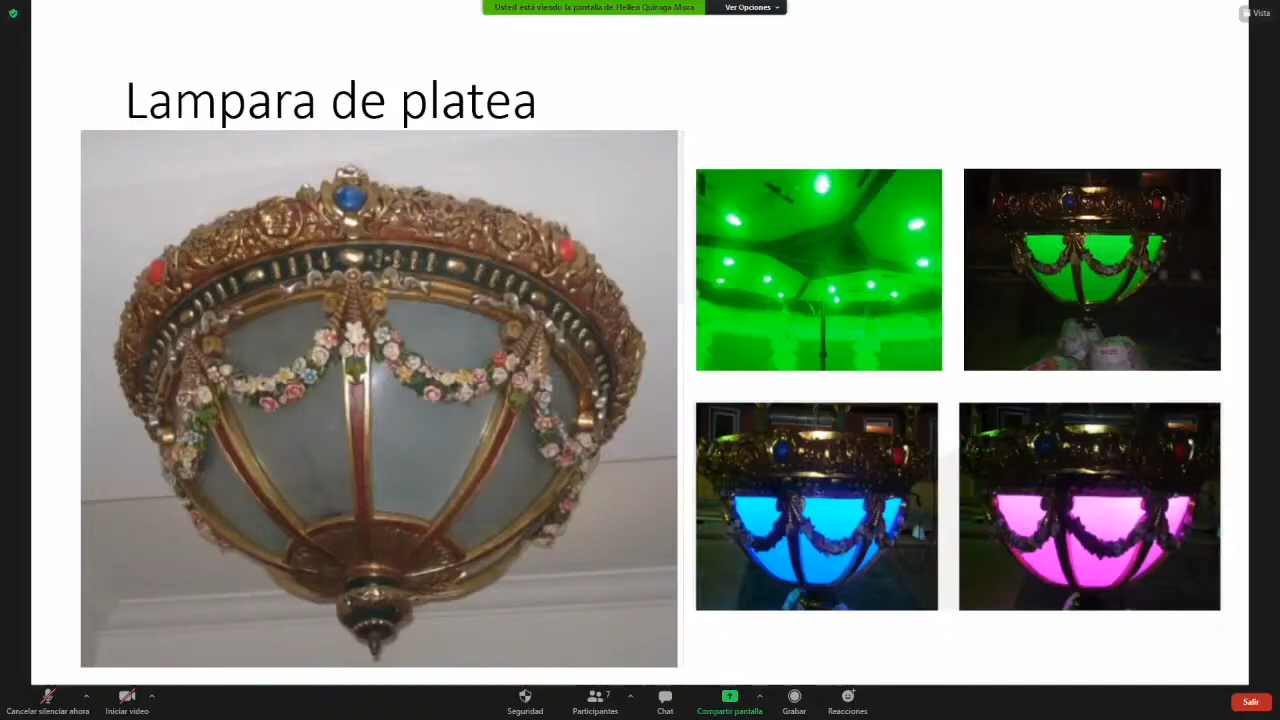 Usted está viendo la pantalla de Hellen Quiroga Mora
Ver Opciones
Vista
Lampara de platea
Cancelar silenciar ahora
Iniciar video
Seguridad
7
Participantes
Chat
Compartir pantalla
Grabar
Reacciones
Salir